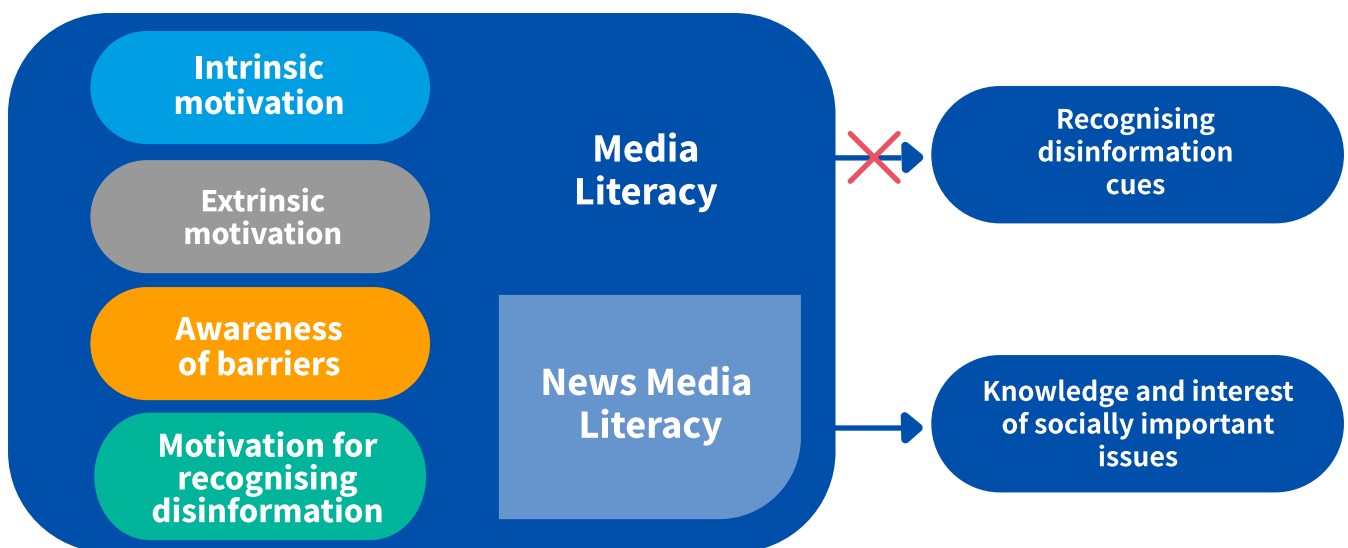 Intrinsic
motivation
Extrinsic
motivation
Awareness
of barriers
Motivation for
recognising
disinformation
Media
Literacy
News Media
Literacy
Recognising
disinformation
cues
Knowledge and interest
of socially important
issues